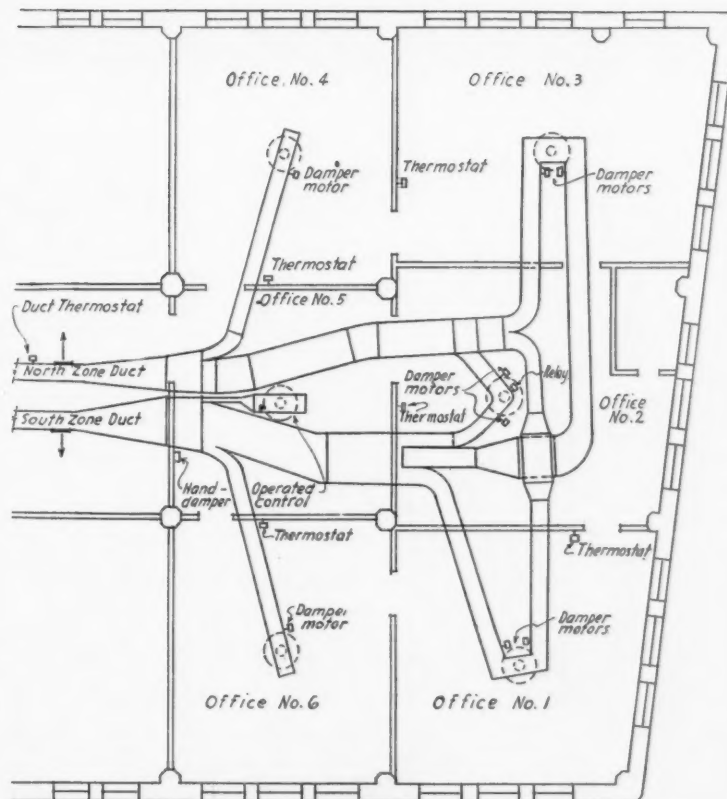 Office. No. 4
Office No. 3
Damper
motor
Thermostat
Damper
motors
Thermostat
Office No. 5
Duct Thermostat
North Zone Duct
Damper
motors
Relay
Thermostat
Office
No. 2
South Zone Duct
Hand-
damper
Operated
control
Thermostat
Thermostat
Damper
motor
Damper
motors
Office No. 6
Office No. 1